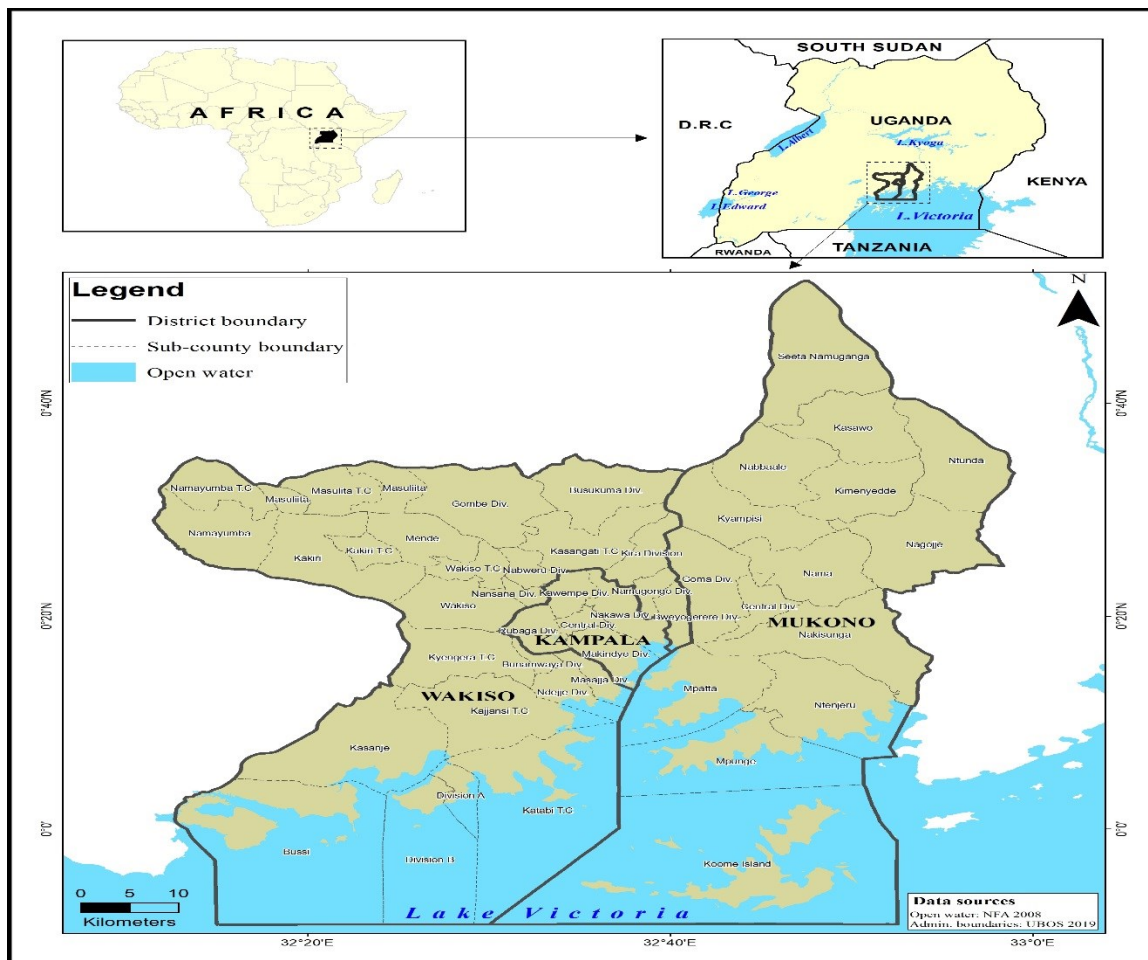 AFRICA
SOUTH SUDAN
D.R.C
UGANDA
L.Albert
L.Kyoga
KENYA
L.George
L.Edward
L.Victoria
RWANDA
TANZANIA
Legend
District boundary
Sub-county boundary
Open water
N
0°40'N
0°40'N
0°20'N
0°20'N
0°0'
0°0'
Seeta Namuganga
Kasawo
Nabbaale
Ntunda
Kimenyedde
Namayumba T.C
Masulita T.C
Masuliita
Masuliita
Gombe Div.
Busukuma Div.
Kyampisi
Namayumba
Mende
Kakiri
Kakiri T.C
Kasangati T.C
Kira Division
Nagojje
Wakiso T.C
Nabweru Div.
Goma Div.
Nama
Nansana Div.
Kawempe Div.
Namugongo Div.
Wakiso
Nakawa Div.
Bweyogerere Div.
Central Div.
Rubaga Div.
Central Div.
KAMPALA
MUKONO
Nakisunga
Kyengera T.C
Bunamwaya Div.
Makindye Div.
Masajja Div.
WAKISO
Ndejje Div.
Mpatta
Kajjansi T.C
Ntenjeru
Kasanje
Mpunge
Division A
Katabi T.C
Bussi
Division B
Koome Island
0 5 10
Kilometers
Lake Victoria
Data sources
Open water: NFA 2008
Admin. boundaries: UBOS 2019
32°20'E
32°40'E
33°0'E